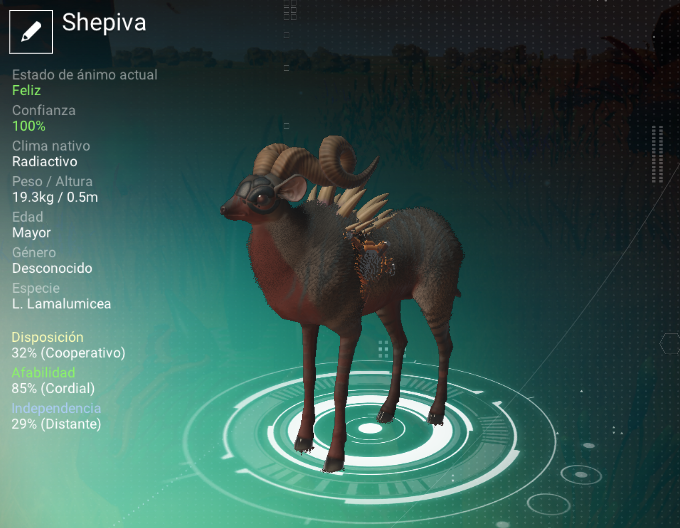 Shepiva
Estado de ánimo actual
Feliz
Confianza
100%
Clima nativo
Radiactivo
Peso / Altura
19.3kg / 0.5m
Edad
Mayor
Género
Desconocido
Especie
L. Lamalumicea
Disposición
32% (Cooperativo)
Afabilidad
85% (Cordial)
Independencia
29% (Distante)